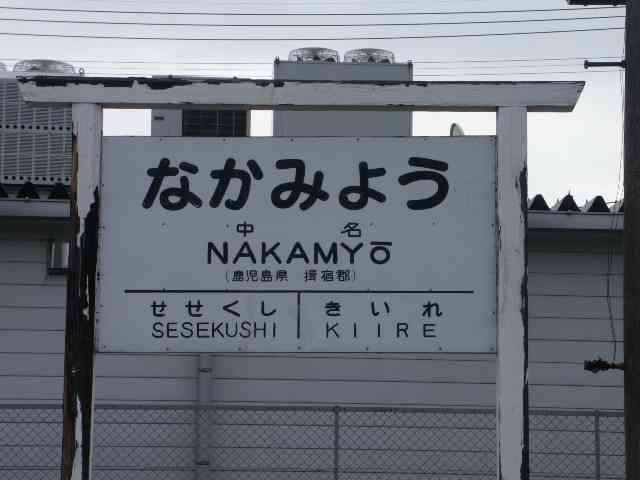 なかみょう
中名
NAKAMYŌ
(鹿児島県 揖宿郡)
せせくし きいれ
SESEKUSHI KIIRE